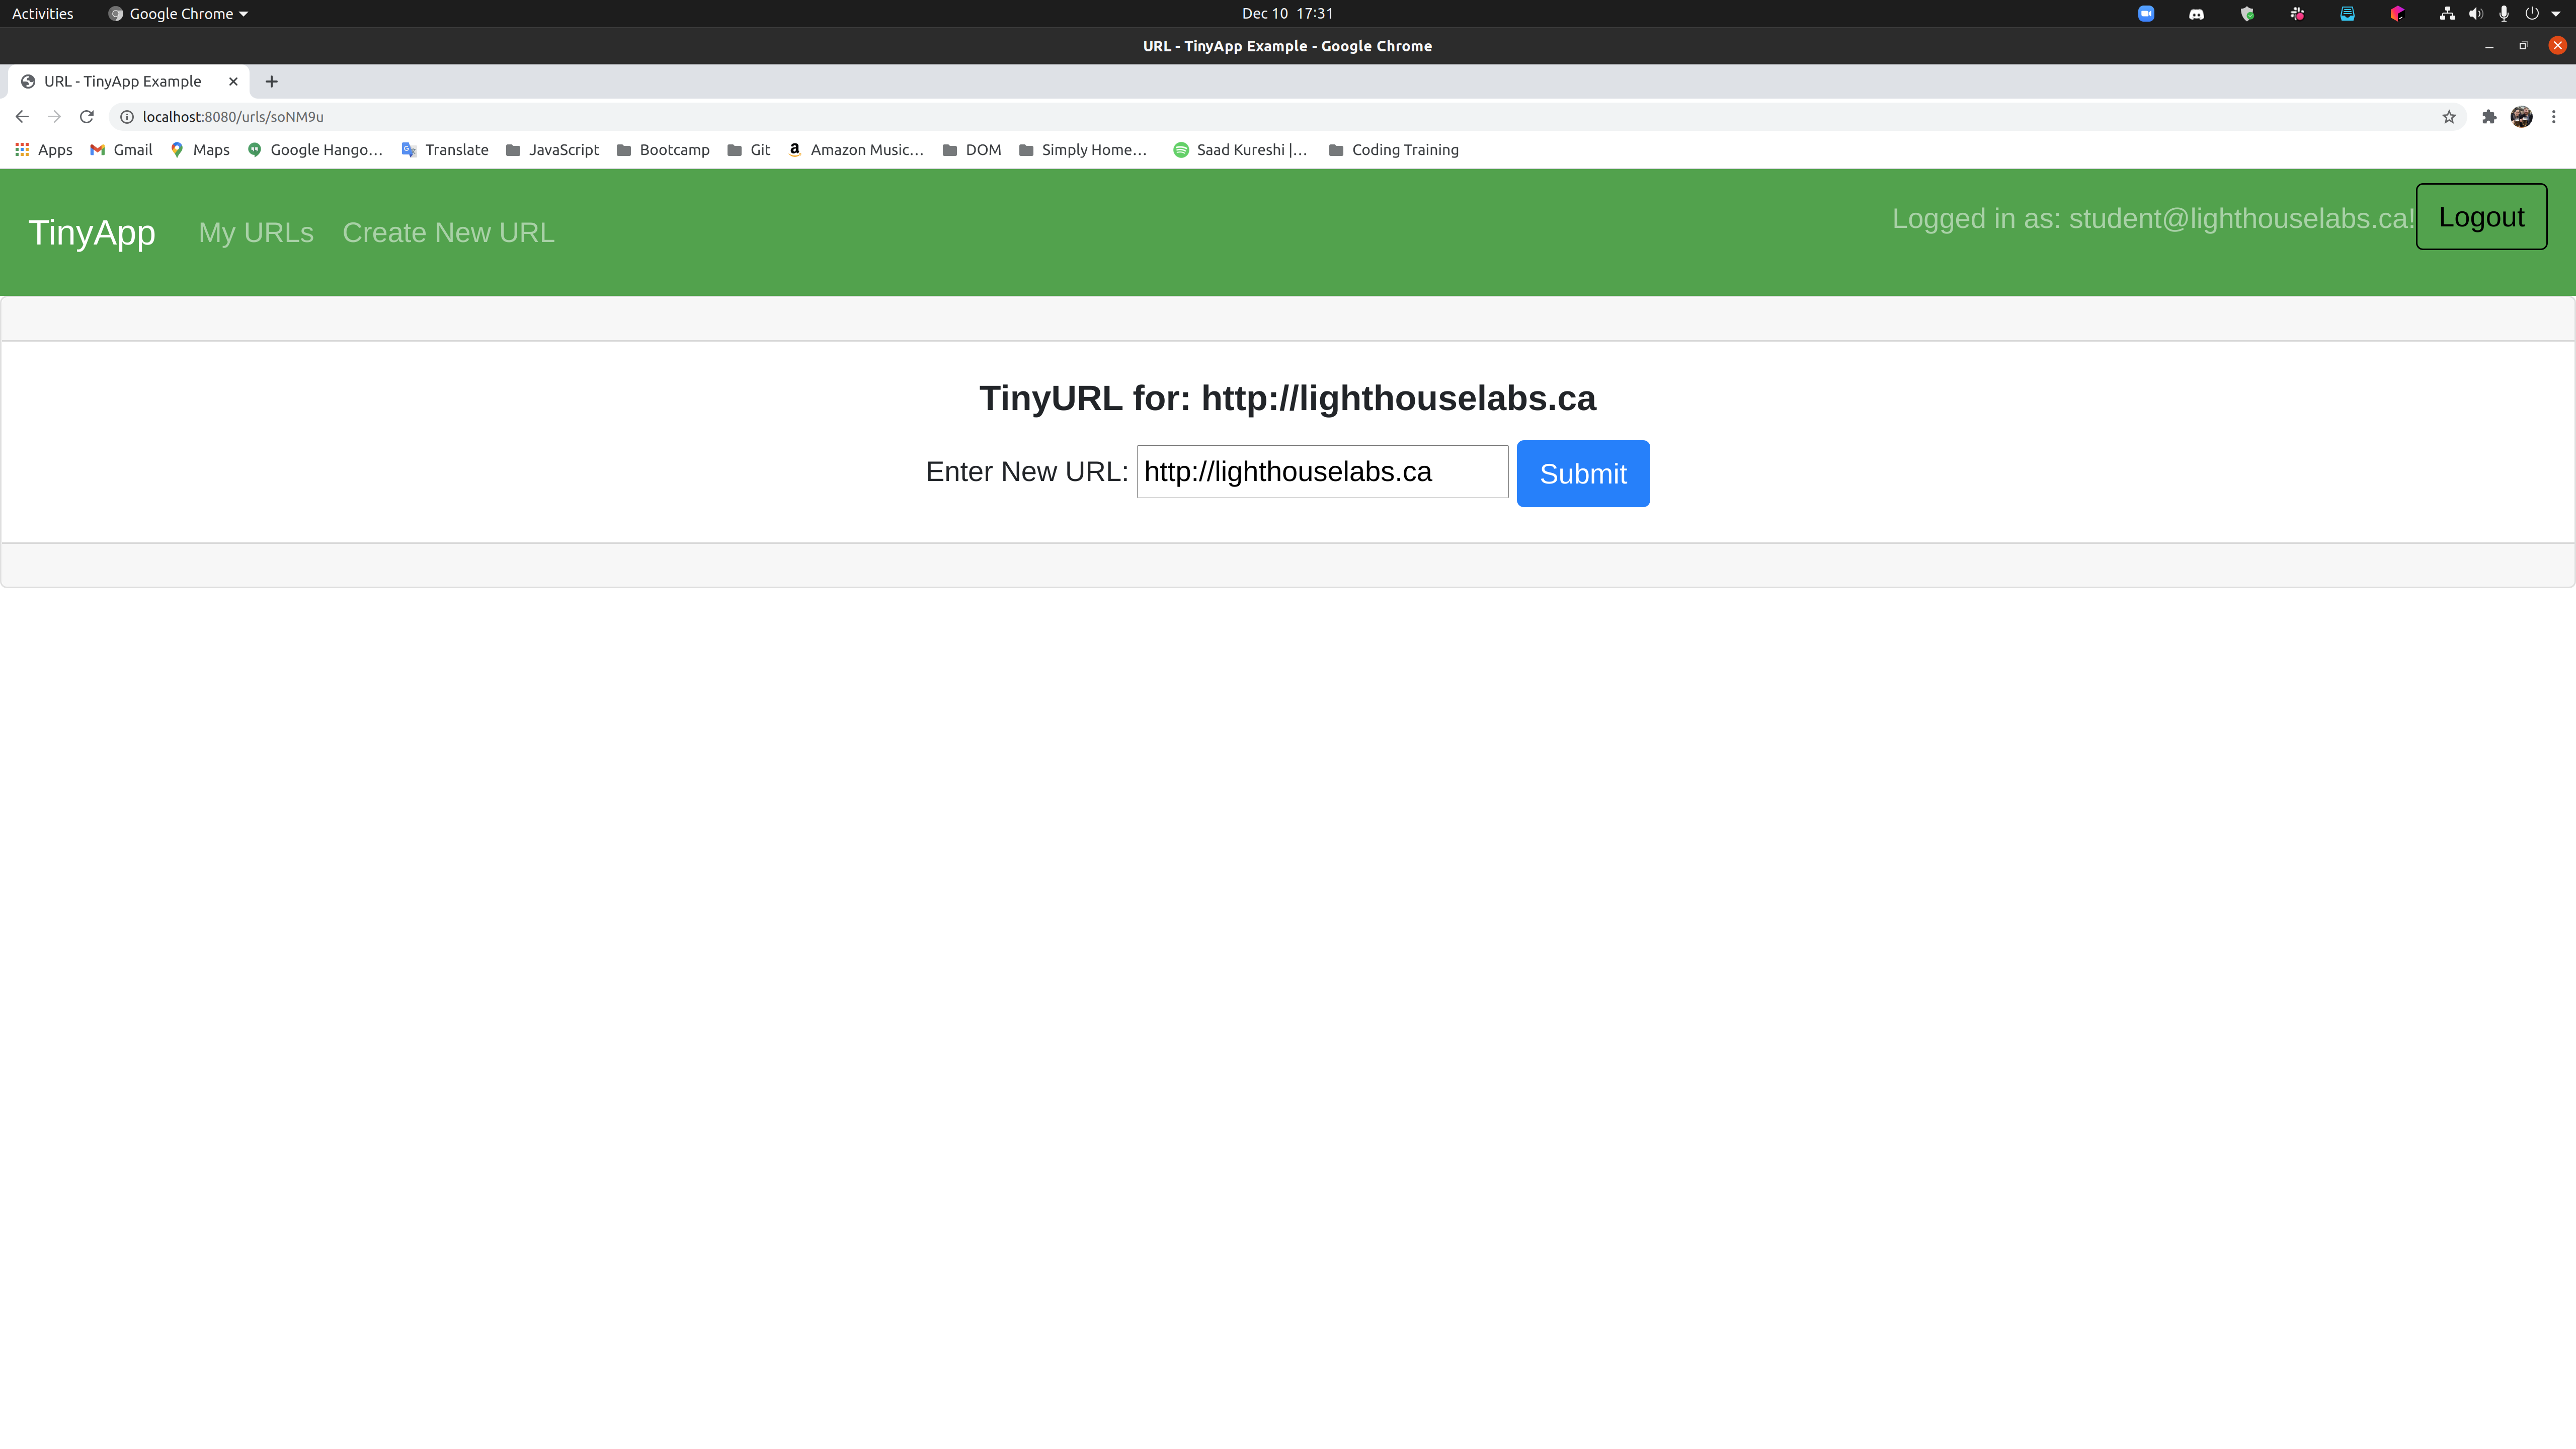 Activities Google Chrome Dec 10 17:31
URL - TinyApp Example - Google Chrome
URL - TinyApp Example
localhost:8080/urls/soNM9u
Apps Gmail Maps Google Hango… Translate JavaScript Bootcamp Git Amazon Music… DOM Simply Home… Saad Kureshi |… Coding Training
TinyApp My URLs Create New URL Logged in as: student@lighthouselabs.ca! Logout
TinyURL for: http://lighthouselabs.ca
Enter New URL: http://lighthouselabs.ca Submit